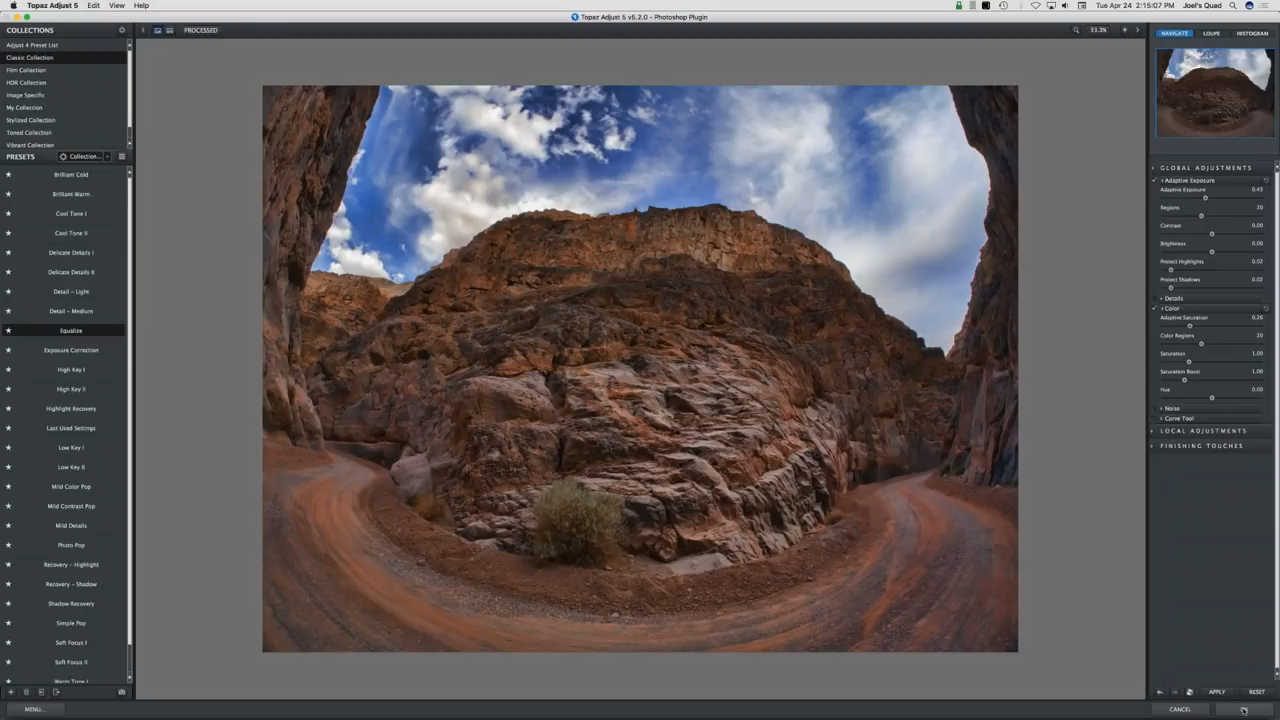 Topaz Adjust 5 Edit View Help
Tue Apr 24 2:15:07 PM Joel's Quad
Topaz Adjust 5 v5.2.0 - Photoshop Plugin
COLLECTIONS
PROCESSED
33.3%
NAVIGATE LOUPE HISTOGRAM
Adjust 4 Preset List
Classic Collection
Film Collection
HDR Collection
Image Specific
My Collection
Stylized Collection
Toned Collection
Vibrant Collection
PRESETS
Collection...
Brilliant Cold
Brilliant Warm
Cool Tone I
Cool Tone II
Delicate Details I
Delicate Details II
Detail - Light
Detail - Medium
Equalize
Exposure Correction
High Key I
High Key II
Highlight Recovery
Last Used Settings
Low Key I
Low Key II
Mild Color Pop
Mild Contrast Pop
Mild Details
Photo Pop
Recovery - Highlight
Recovery - Shadow
Shadow Recovery
Simple Pop
Soft Focus I
Soft Focus II
Warm Tone I
MENU...
GLOBAL ADJUSTMENTS
Adaptive Exposure
Adaptive Exposure 0.43
Regions 20
Contrast 0.00
Brightness 0.00
Protect Highlights 0.02
Protect Shadows 0.02
Details
Color
Adaptive Saturation 0.26
Color Regions 20
Saturation 1.00
Saturation Boost 1.00
Hue 0.00
Noise
Curve Tool
LOCAL ADJUSTMENTS
FINISHING TOUCHES
APPLY RESET
CANCEL